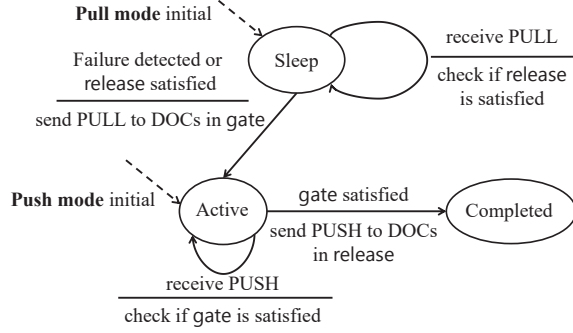 Pull mode initial
Sleep
receive PULL
check if release
is satisfied
Failure detected or
release satisfied
send PULL to DOCs in gate
Push mode initial
Active
gate satisfied
send PUSH to DOCs
in release
Completed
receive PUSH
check if gate is satisfied